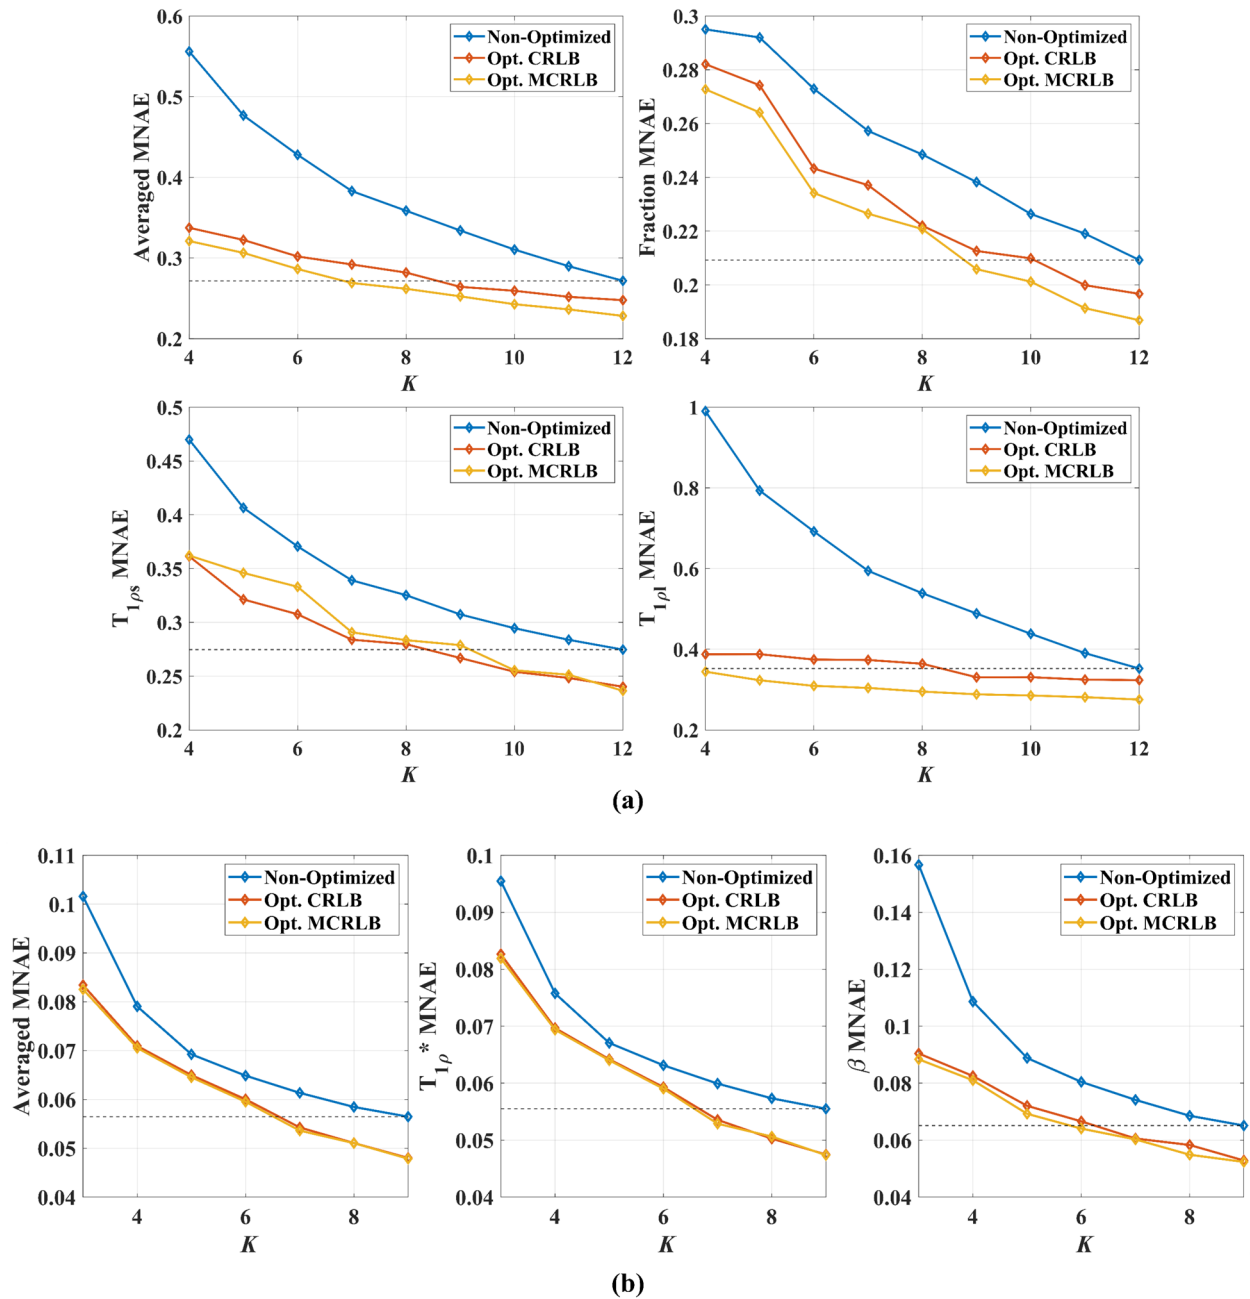 0.6
0.5
0.4
0.3
0.2
Averaged MNAE
Non-Optimized
Opt. CRLB
Opt. MCRLB
4 6 8 10 12
K
0.3
0.28
0.26
0.24
0.22
0.2
0.18
Fraction MNAE
Non-Optimized
Opt. CRLB
Opt. MCRLB
4 6 8 10 12
K
0.5
0.45
0.4
0.35
0.3
0.25
0.2
T1ρs MNAE
Non-Optimized
Opt. CRLB
Opt. MCRLB
4 6 8 10 12
K
1
0.8
0.6
0.4
0.2
T1ρl MNAE
Non-Optimized
Opt. CRLB
Opt. MCRLB
4 6 8 10 12
K
(a)
0.11
0.1
0.09
0.08
0.07
0.06
0.05
0.04
Averaged MNAE
Non-Optimized
Opt. CRLB
Opt. MCRLB
4 6 8
K
0.1
0.09
0.08
0.07
0.06
0.05
0.04
T1ρ* MNAE
Non-Optimized
Opt. CRLB
Opt. MCRLB
4 6 8
K
0.16
0.14
0.12
0.1
0.08
0.06
0.04
β MNAE
Non-Optimized
Opt. CRLB
Opt. MCRLB
4 6 8
K
(b)